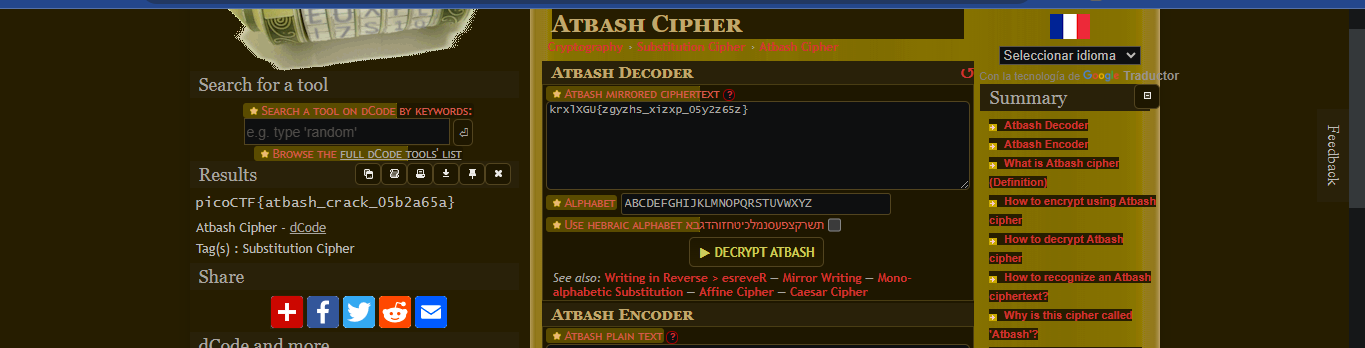 Search for a tool
Search a tool on dCode by keywords:
e.g. type 'random'
Browse the full dCode tools' list
Results
picoCTF{atbash_crack_05b2a65a}
Atbash Cipher - dCode
Tag(s) : Substitution Cipher
Share
dCode and more
Atbash Cipher
Cryptography > Substitution Cipher > Atbash Cipher
Atbash Decoder
Atbash mirrored ciphertext ?
krxlXGU{zgyzhs_xizxp_05y2z65z}
Alphabet ABCDEFGHIJKLMNOPQRSTUVWXYZ
Use hebraic alphabet תשרקצפעסנמלכיטחזוהדגבא
► DECRYPT ATBASH
See also: Writing in Reverse > esreveR — Mirror Writing — Mono-
alphabetic Substitution — Affine Cipher — Caesar Cipher
Atbash Encoder
Atbash plain text ?
Seleccionar idioma
Con la tecnología de Google Traductor
Summary
Atbash Decoder
Atbash Encoder
What is Atbash cipher
(Definition)
How to encrypt using Atbash
cipher
How to decrypt Atbash
cipher
How to recognize an Atbash
ciphertext?
Why is this cipher called
'Atbash'?
Feedback